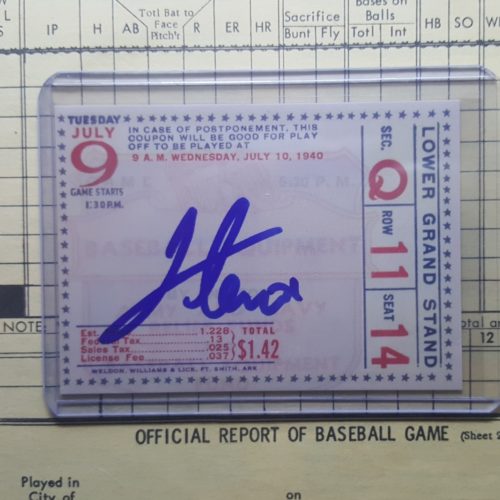 Totl Bat to
Face
Pitch'r
Sacrifice
Bunt Fly
Bases on
Balls
Totl Int
IP H AB ER R HR HB SO
TUESDAY
JULY
9
GAME STARTS
1:30 P.M.
IN CASE OF POSTPONEMENT, THIS
COUPON WILL BE GOOD FOR PLAY
OFF TO BE PLAYED AT
9 A.M. WEDNESDAY, JULY 10, 1940
LOWER GRAND STAND
SEC. Q
ROW 11
SEAT 14
Est. 1.228
Federal Tax 13
Sales Tax .025
License Fee .037
TOTAL
$1.42
WELDON, WILLIAMS & LICK, FT. SMITH, ARK
NOTE:
12
OFFICIAL REPORT OF BASEBALL GAME (Sheet
Played in
City of
on